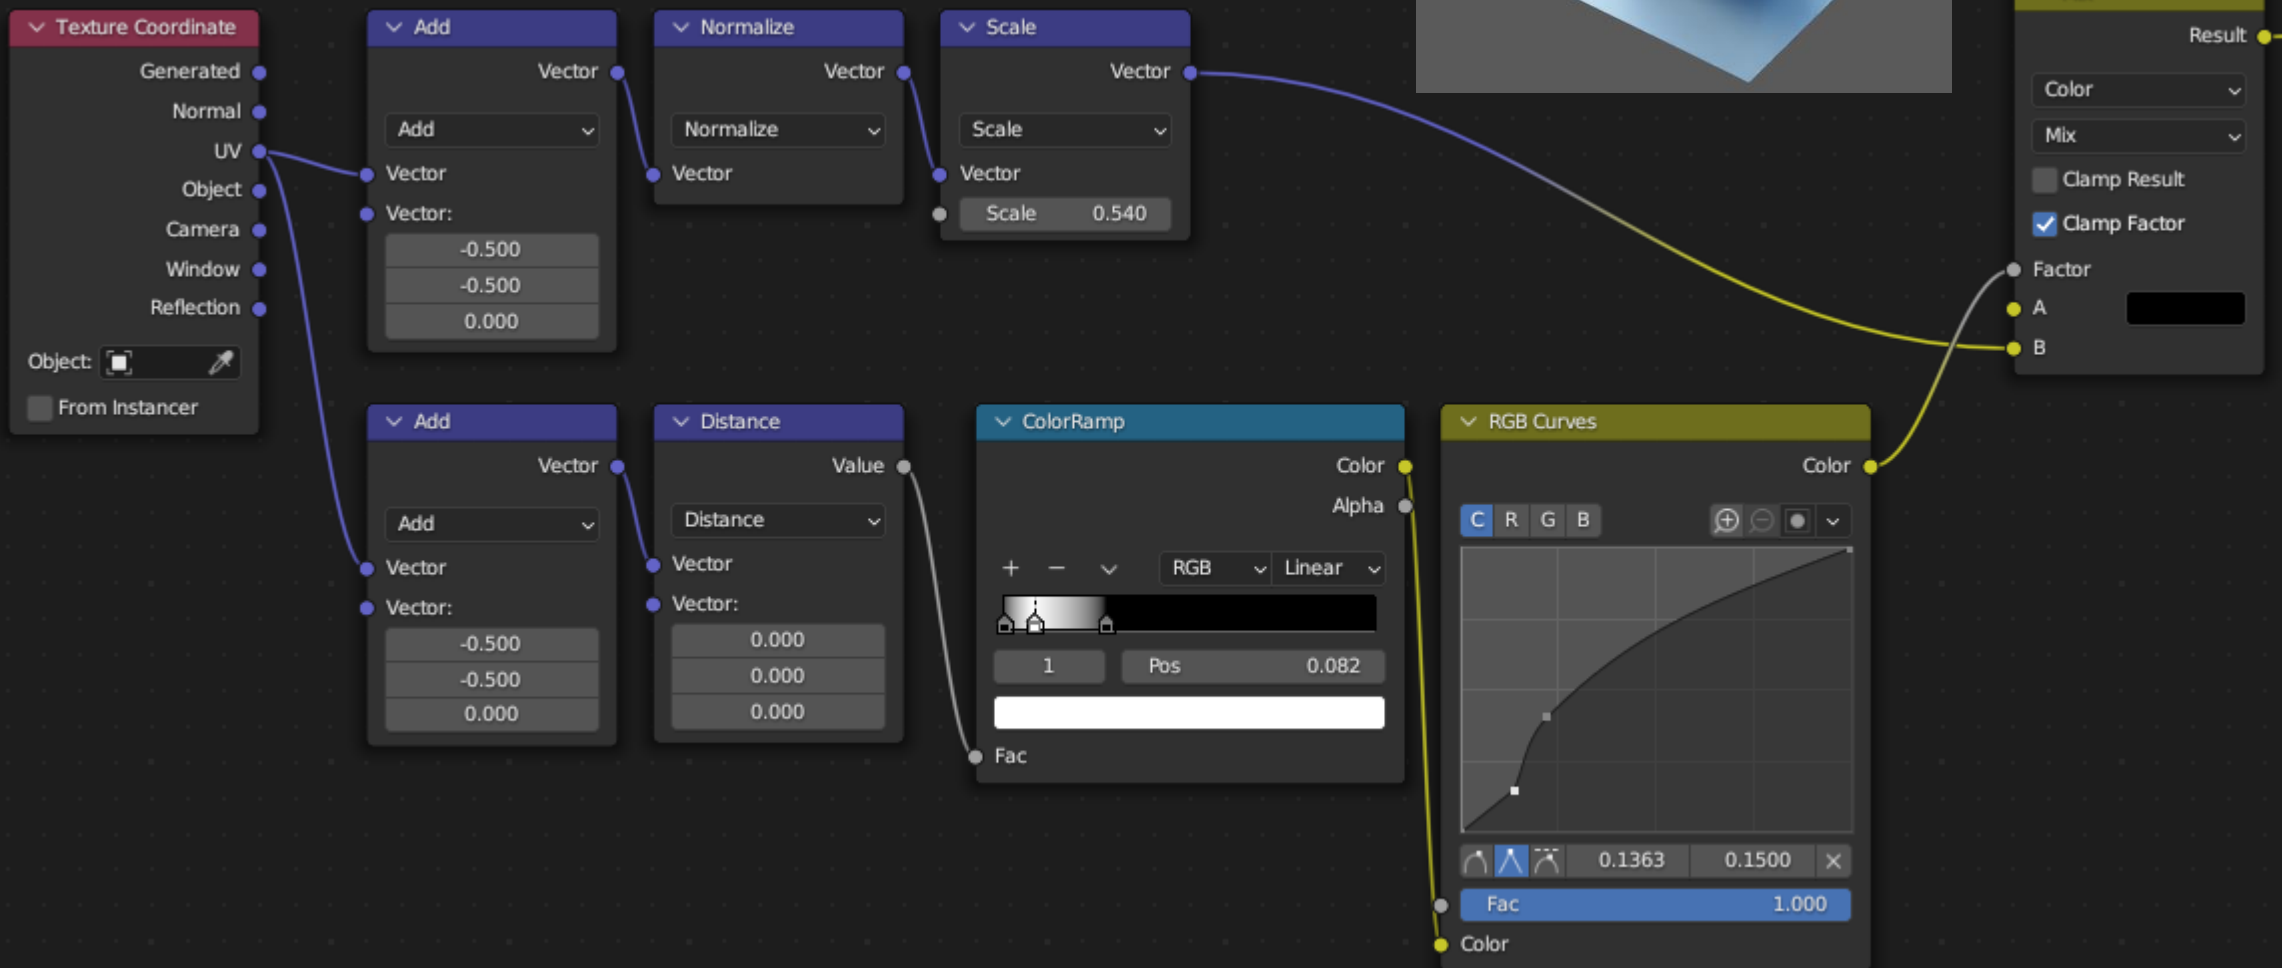 Texture Coordinate
Generated
Normal
UV
Object
Camera
Window
Reflection
Object:
From Instancer
Add
Vector
Add
Vector
Vector:
-0.500
-0.500
0.000
Normalize
Vector
Normalize
Vector
Scale
Vector
Scale
Vector
Scale 0.540
Result
Color
Mix
Clamp Result
Clamp Factor
Factor
A
B
Add
Vector
Add
Vector
Vector:
-0.500
-0.500
0.000
Distance
Value
Distance
Vector
Vector:
0.000
0.000
0.000
ColorRamp
Color
Alpha
RGB Linear
1 Pos 0.082
Fac
RGB Curves
Color
C R G B
0.1363 0.1500
Fac 1.000
Color